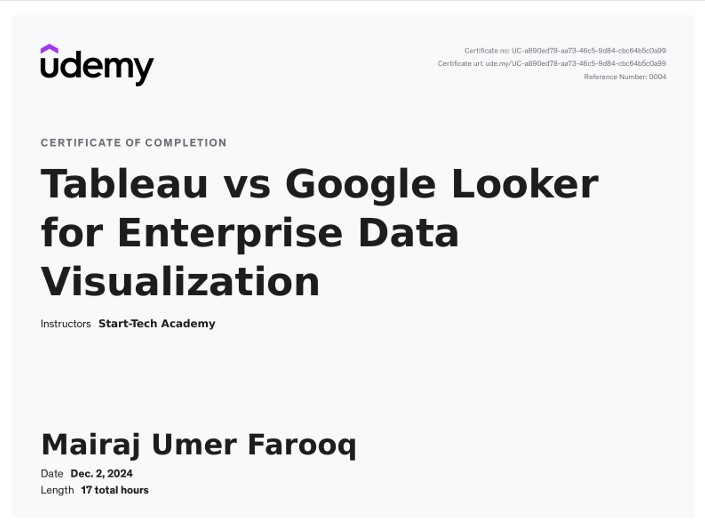 udemy
Certificate no: UC-a890ed78-aa73-46c5-9d84-cbc64b5c0a99
Certificate url: ude.my/UC-a890ed78-aa73-46c5-9d84-cbc64b5c0a99
Reference Number: 0004
CERTIFICATE OF COMPLETION
Tableau vs Google Looker
for Enterprise Data
Visualization
Instructors Start-Tech Academy
Mairaj Umer Farooq
Date Dec. 2, 2024
Length 17 total hours